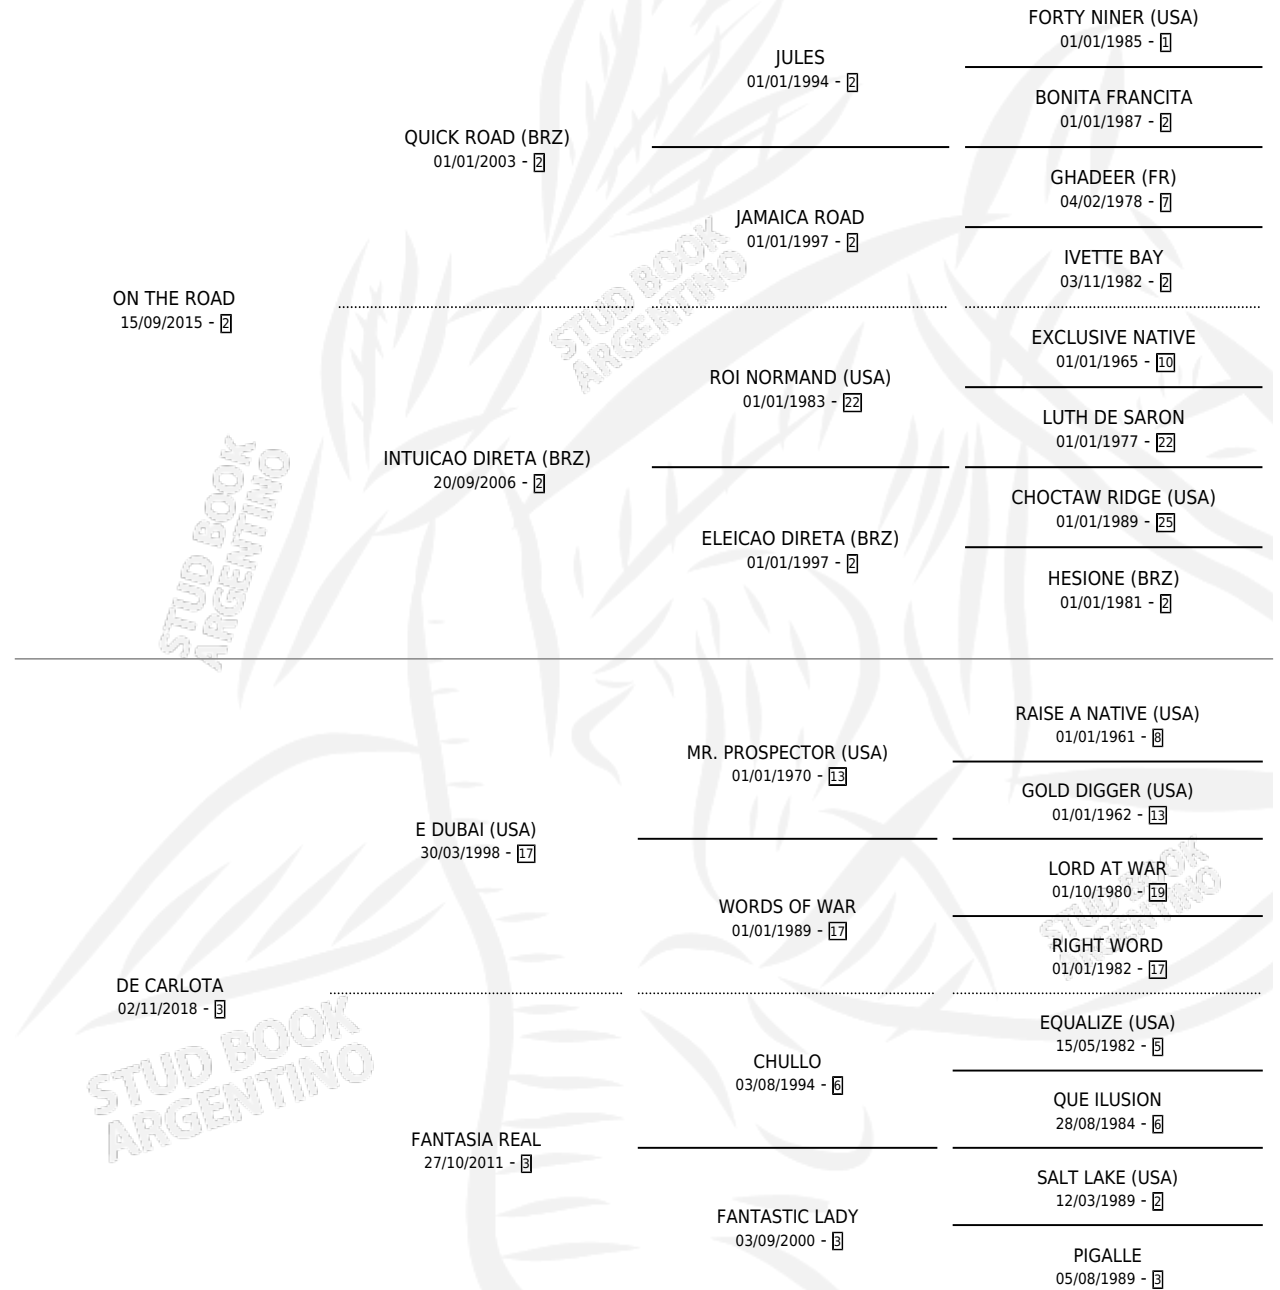 FORTY NINER (USA)
01/01/1985 - 1
JULES
01/01/1994 - 2
BONITA FRANCITA
01/01/1987 - 2
QUICK ROAD (BRZ)
01/01/2003 - 2
GHADEER (FR)
04/02/1978 - 7
JAMAICA ROAD
01/01/1997 - 2
IVETTE BAY
03/11/1982 - 2
ON THE ROAD
15/09/2015 - 2
STUD BOOK
ARGENTINO
EXCLUSIVE NATIVE
01/01/1965 - 10
ROI NORMAND (USA)
01/01/1983 - 22
LUTH DE SARON
01/01/1977 - 22
INTUICAO DIRETA (BRZ)
20/09/2006 - 2
CHOCTAW RIDGE (USA)
01/01/1989 - 25
ELEICAO DIRETA (BRZ)
01/01/1997 - 2
HESIONE (BRZ)
01/01/1981 - 2
STUD BOOK
ARGENTINO
RAISE A NATIVE (USA)
01/01/1961 - 8
MR. PROSPECTOR (USA)
01/01/1970 - 13
GOLD DIGGER (USA)
01/01/1962 - 13
E DUBAI (USA)
30/03/1998 - 17
LORD AT WAR
01/10/1980 - 19
WORDS OF WAR
01/01/1989 - 17
RIGHT WORD
01/01/1982 - 17
STUD BOOK
ARGENTINO
DE CARLOTA
02/11/2018 - 3
STUD BOOK
ARGENTINO
EQUALIZE (USA)
15/05/1982 - 5
CHULLO
03/08/1994 - 6
QUE ILUSION
28/08/1984 - 6
FANTASIA REAL
27/10/2011 - 3
SALT LAKE (USA)
12/03/1989 - 2
FANTASTIC LADY
03/09/2000 - 3
PIGALLE
05/08/1989 - 3